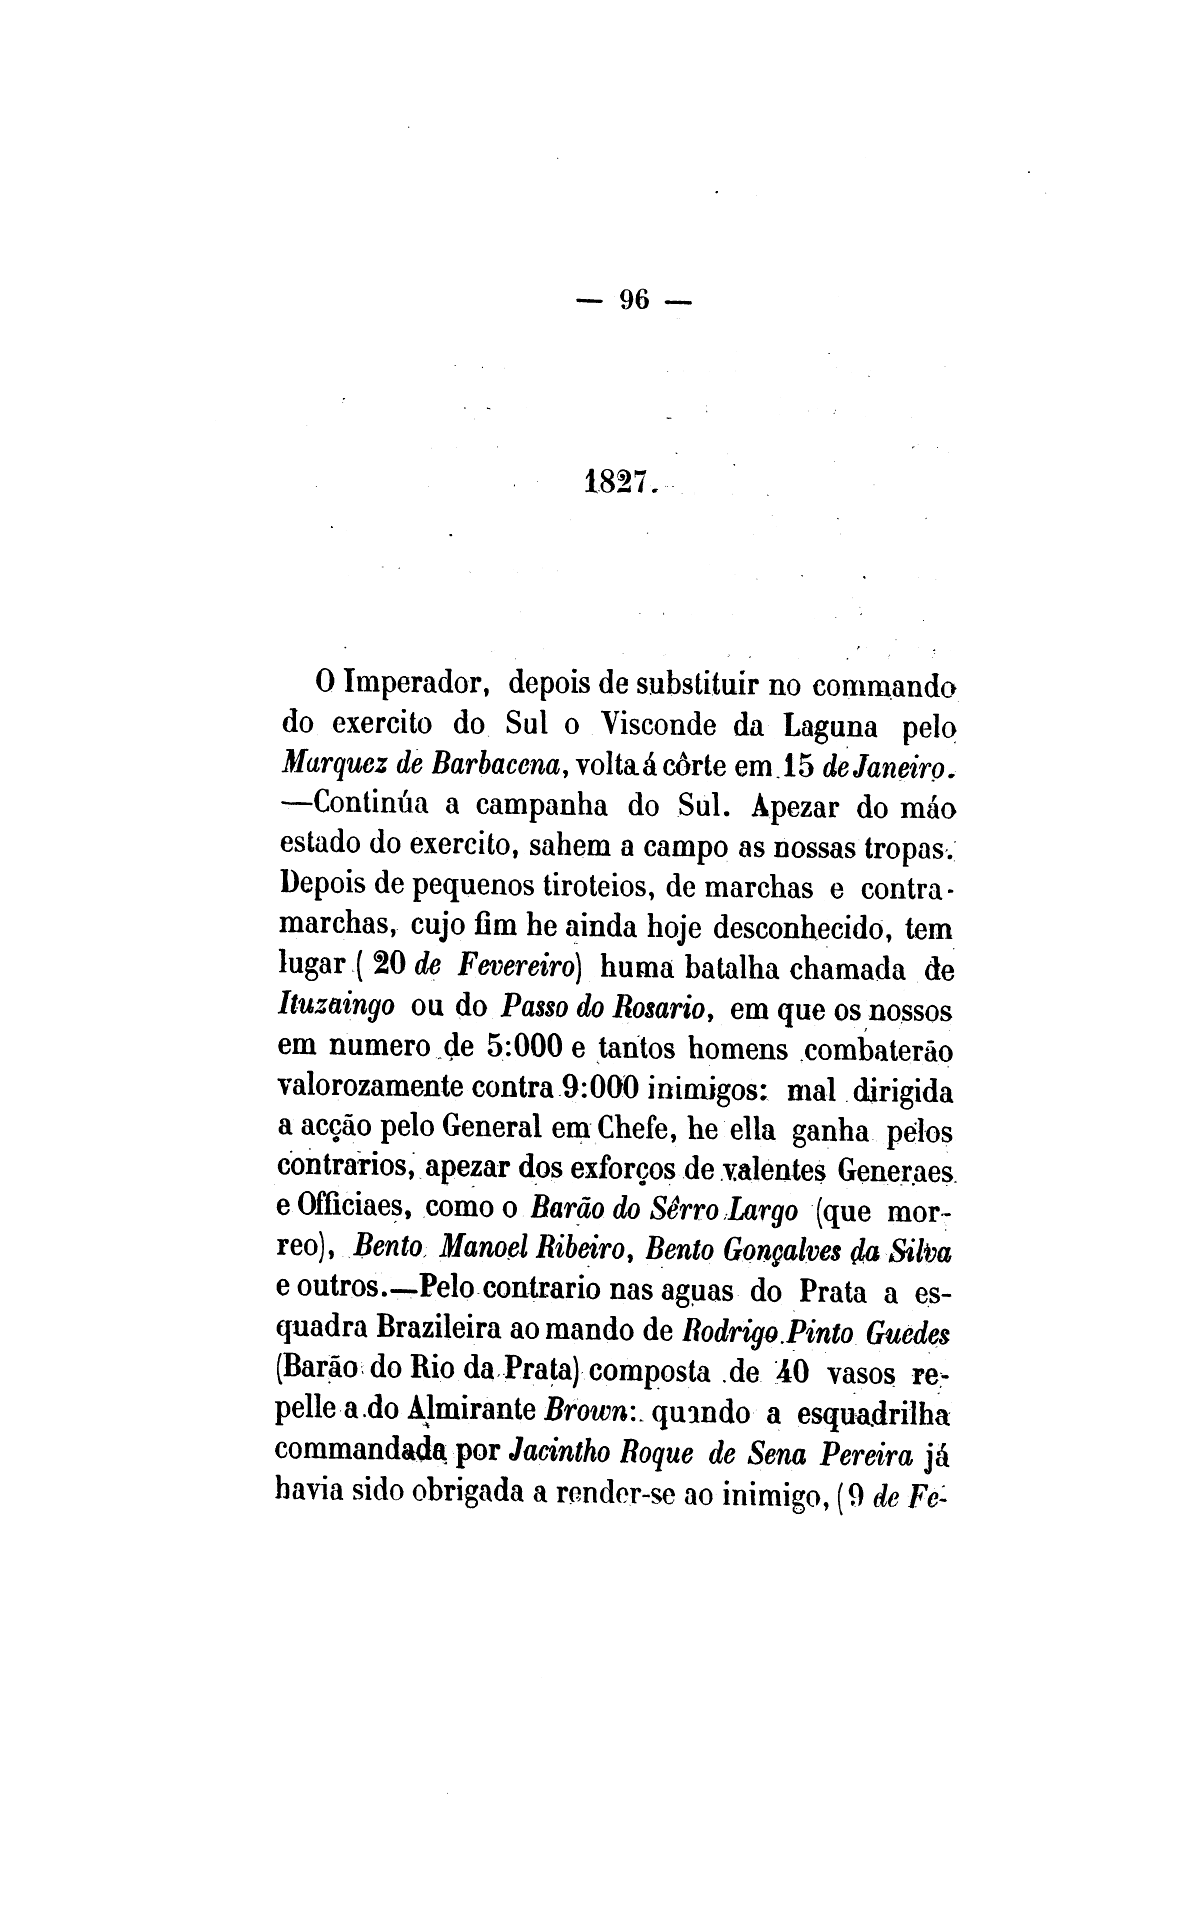 — 96 —
1827.
O Imperador, depois de substituir no commando
do exercito do Sul o Visconde da Laguna pelo
Marquez de Barbacena, volta á côrte em 15 de Janeiro.
—Continúa a campanha do Sul. Apezar do máo
estado do exercito, sahem a campo as nossas tropas.
Depois de pequenos tiroteios, de marchas e contra-
marchas, cujo fim he ainda hoje desconhecido, tem
lugar ( 20 de Fevereiro) huma batalha chamada de
Ituzaingo ou do Passo do Rosario, em que os nossos
em numero de 5:000 e tantos homens combaterão
valorozamente contra 9:000 inimigos: mal dirigida
a acção pelo General em Chefe, he ella ganha pelos
contrarios, apezar dos exforços de valentes Generaes
e Officiaes, como o Barão do Sêrro Largo (que mor-
reo), Bento Manoel Ribeiro, Bento Gonçalves da Silva
e outros.—Pelo contrario nas aguas do Prata a es-
quadra Brazileira ao mando de Rodrigo Pinto Guedes
(Barão do Rio da Prata) composta de 40 vasos re-
pelle a do Almirante Brown: quando a esquadrilha
commandada por Jacintho Roque de Sena Pereira já
havia sido obrigada a render-se ao inimigo, (9 de Fe-